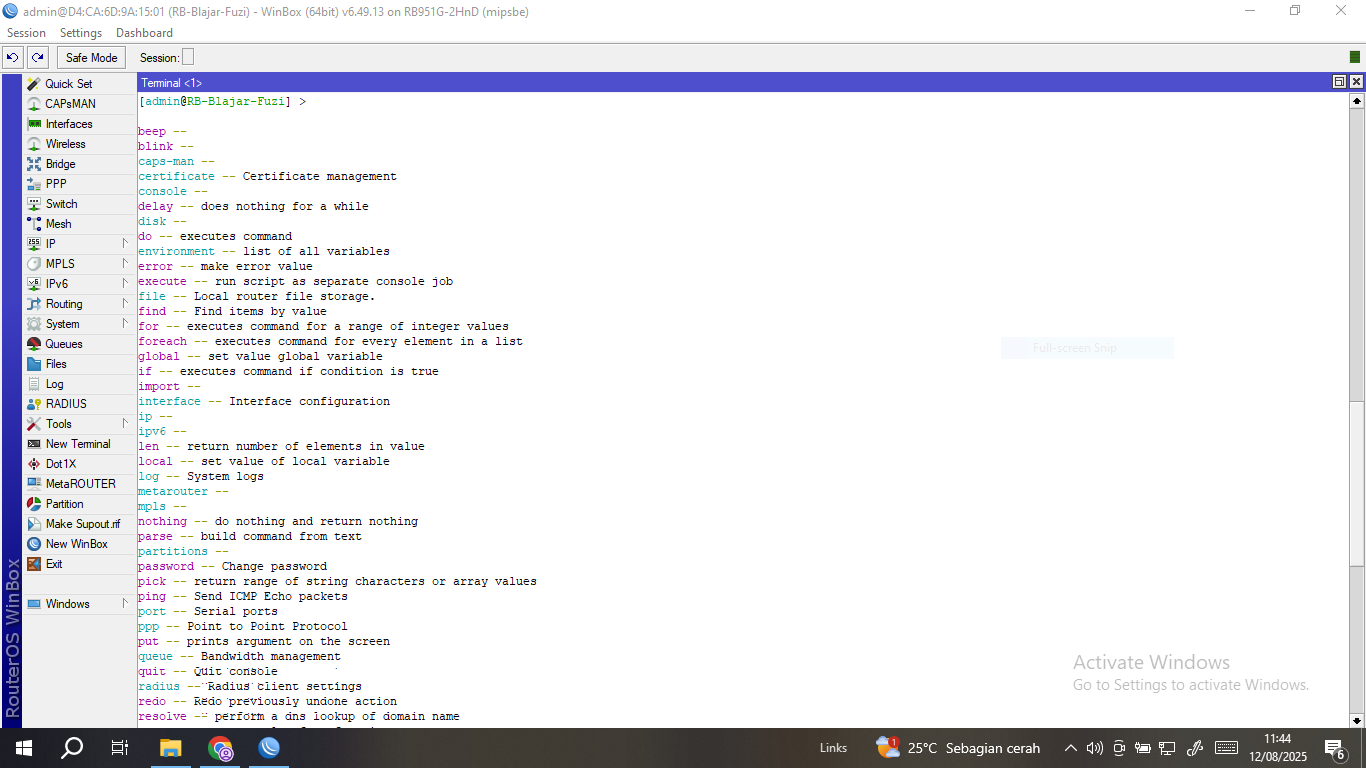 admin@D4:CA:6D:9A:15:01 (RB-Blajar-Fuzi) - WinBox (64bit) v6.49.13 on RB951G-2HnD (mipsbe)
Session Settings Dashboard
Safe Mode Session:
Quick Set
CAPsMAN
Interfaces
Wireless
Bridge
PPP
Switch
Mesh
IP
MPLS
IPv6
Routing
System
Queues
Files
Log
RADIUS
Tools
New Terminal
Dot1X
MetaROUTER
Partition
Make Supout.rif
New WinBox
Exit
Windows
RouterOS WinBox
Terminal <1>
[admin@RB-Blajar-Fuzi] >
beep --
blink --
caps-man --
certificate -- Certificate management
console --
delay -- does nothing for a while
disk --
do -- executes command
environment -- list of all variables
error -- make error value
execute -- run script as separate console job
file -- Local router file storage.
find -- Find items by value
for -- executes command for a range of integer values
foreach -- executes command for every element in a list
global -- set value global variable
if -- executes command if condition is true
import --
interface -- Interface configuration
ip --
ipv6 --
len -- return number of elements in value
local -- set value of local variable
log -- System logs
metarouter --
mpls --
nothing -- do nothing and return nothing
parse -- build command from text
partitions --
password -- Change password
pick -- return range of string characters or array values
ping -- Send ICMP Echo packets
port -- Serial ports
ppp -- Point to Point Protocol
put -- prints argument on the screen
queue -- Bandwidth management
quit -- Quit console
radius -- Radius client settings
redo -- Redo previously undone action
resolve -- perform a dns lookup of domain name
Full-screen Snip
Activate Windows
Go to Settings to activate Windows.
Links
1
25°C Sebagian cerah
11:44
12/08/2025
6